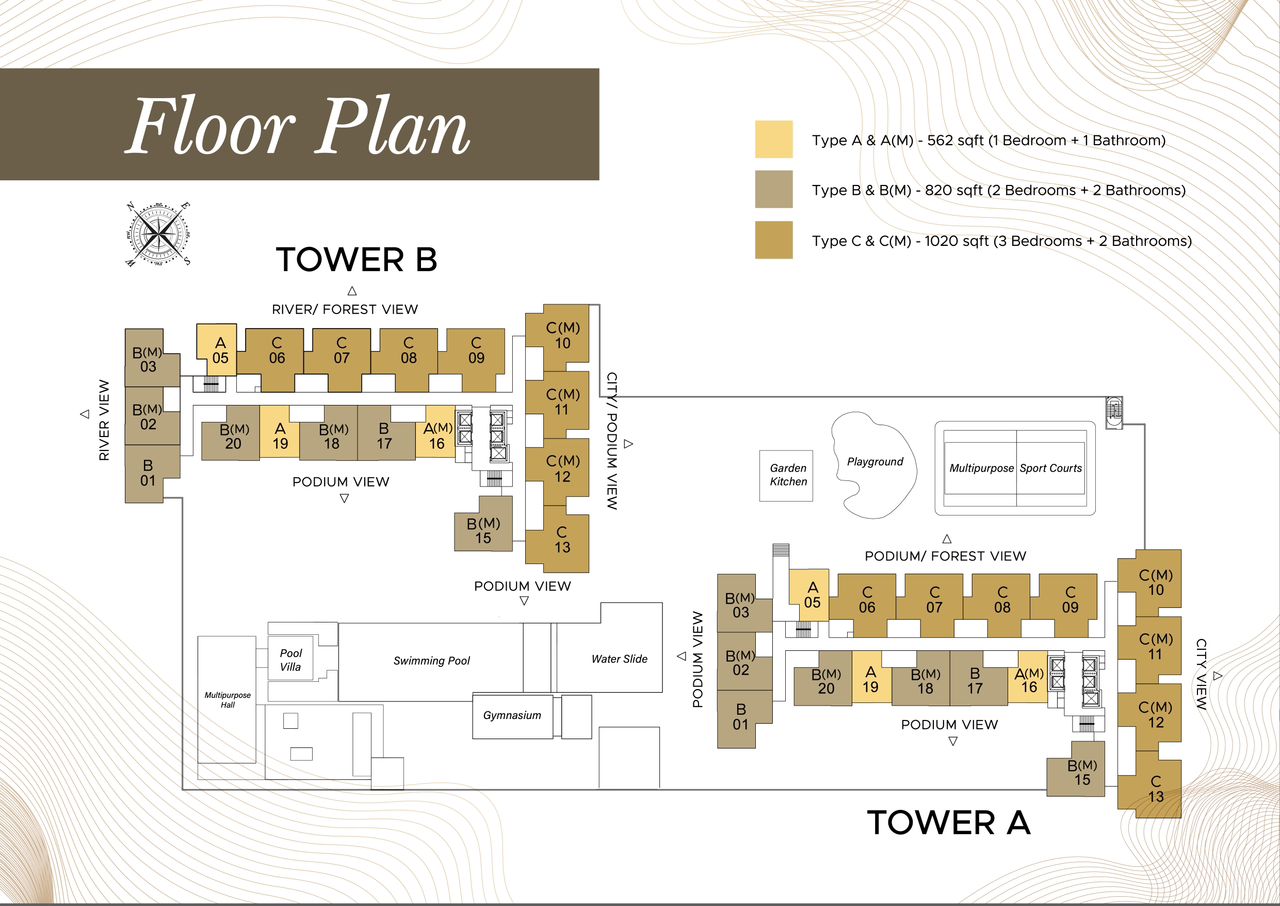 Floor Plan
Type A & A(M) - 562 sqft (1 Bedroom + 1 Bathroom)
Type B & B(M) - 820 sqft (2 Bedrooms + 2 Bathrooms)
Type C & C(M) - 1020 sqft (3 Bedrooms + 2 Bathrooms)
N
E
W
S
TOWER B
RIVER/ FOREST VIEW
B(M)
03
A
05
C
06
C
07
C
08
C
09
C(M)
10
RIVER VIEW
B(M)
02
B
01
B(M)
20
A
19
B(M)
18
B
17
A(M)
16
C(M)
11
C(M)
12
C
13
CITY/ PODIUM VIEW
PODIUM VIEW
B(M)
15
PODIUM VIEW
Garden
Kitchen
Playground
Multipurpose
Sport Courts
Pool
Villa
Swimming Pool
Water Slide
Multipurpose
Hall
Gymnasium
PODIUM/ FOREST VIEW
B(M)
03
A
05
C
06
C
07
C
08
C
09
C(M)
10
PODIUM VIEW
B(M)
02
B
01
B(M)
20
A
19
B(M)
18
B
17
A(M)
16
C(M)
11
C(M)
12
C
13
CITY VIEW
PODIUM VIEW
B(M)
15
TOWER A